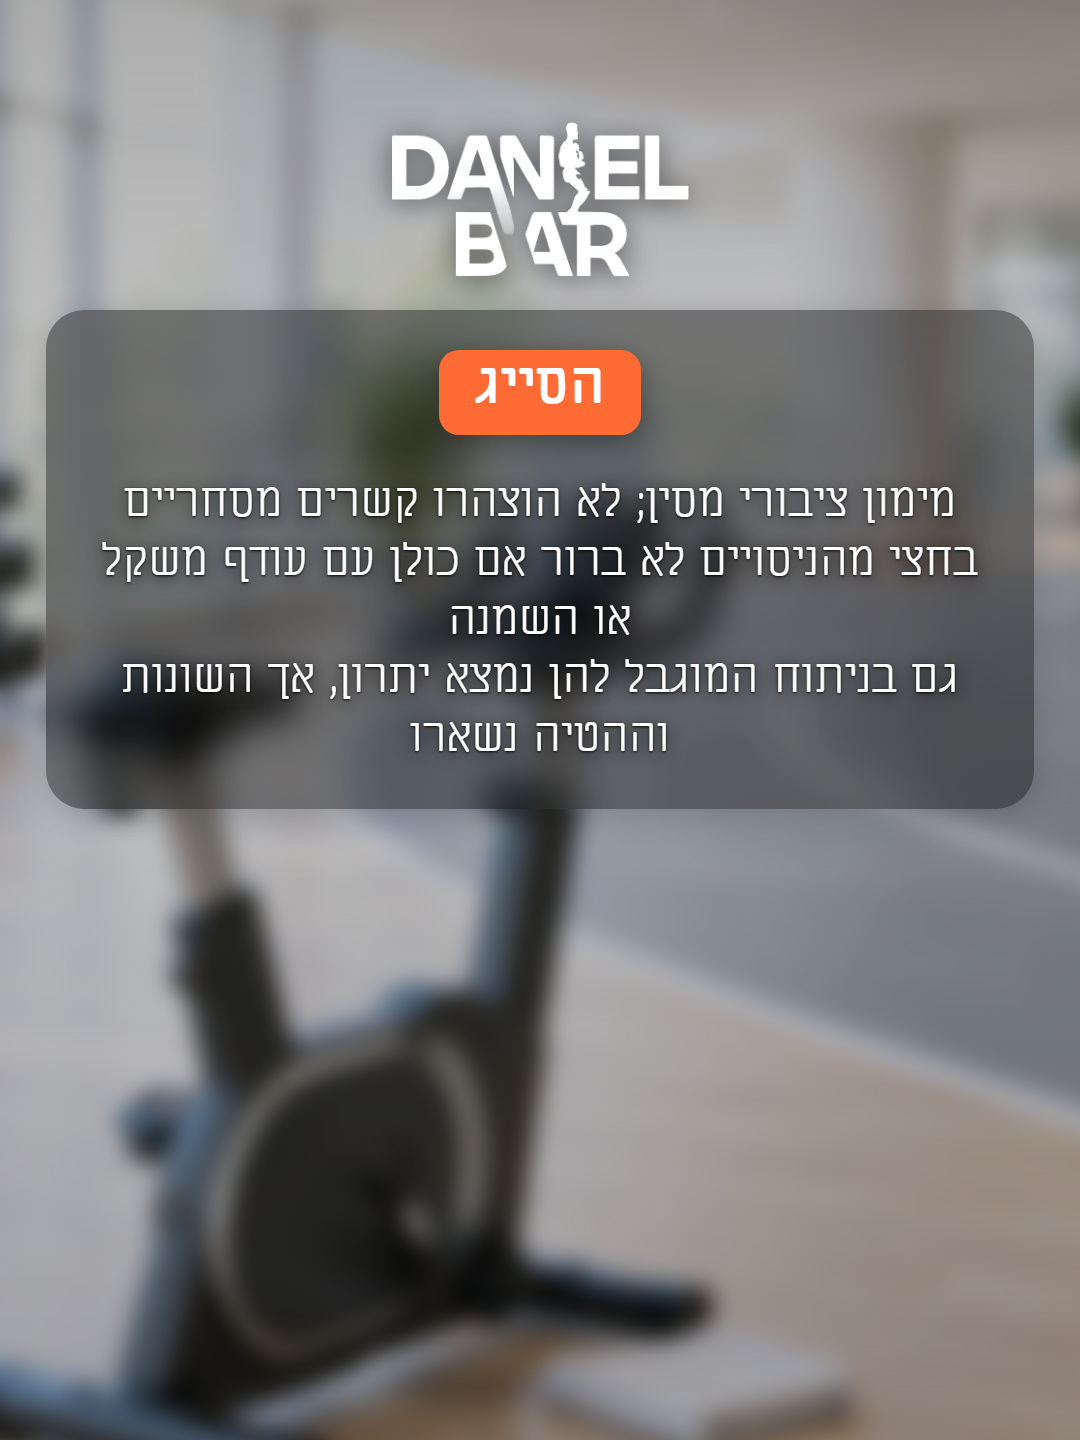 DANIEL
BAR
הסייג
מימון ציבורי מסין; לא הוצהרו קשרים מסחריים
בחצי מהניסויים לא ברור אם כולן עם עודף משקל
או השמנה
גם בניתוח המוגבל להן נמצא יתרון, אך השונות
וההטיה נשארו